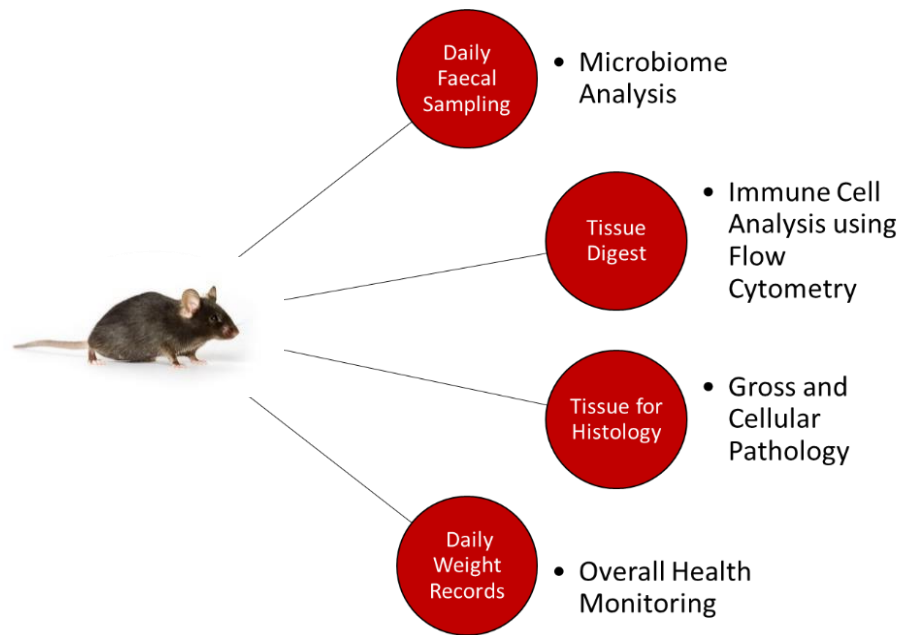 Daily
Faecal
Sampling
• Microbiome
Analysis
Tissue
Digest
• Immune Cell
Analysis using
Flow
Cytometry
Tissue for
Histology
• Gross and
Cellular
Pathology
Daily
Weight
Records
• Overall Health
Monitoring